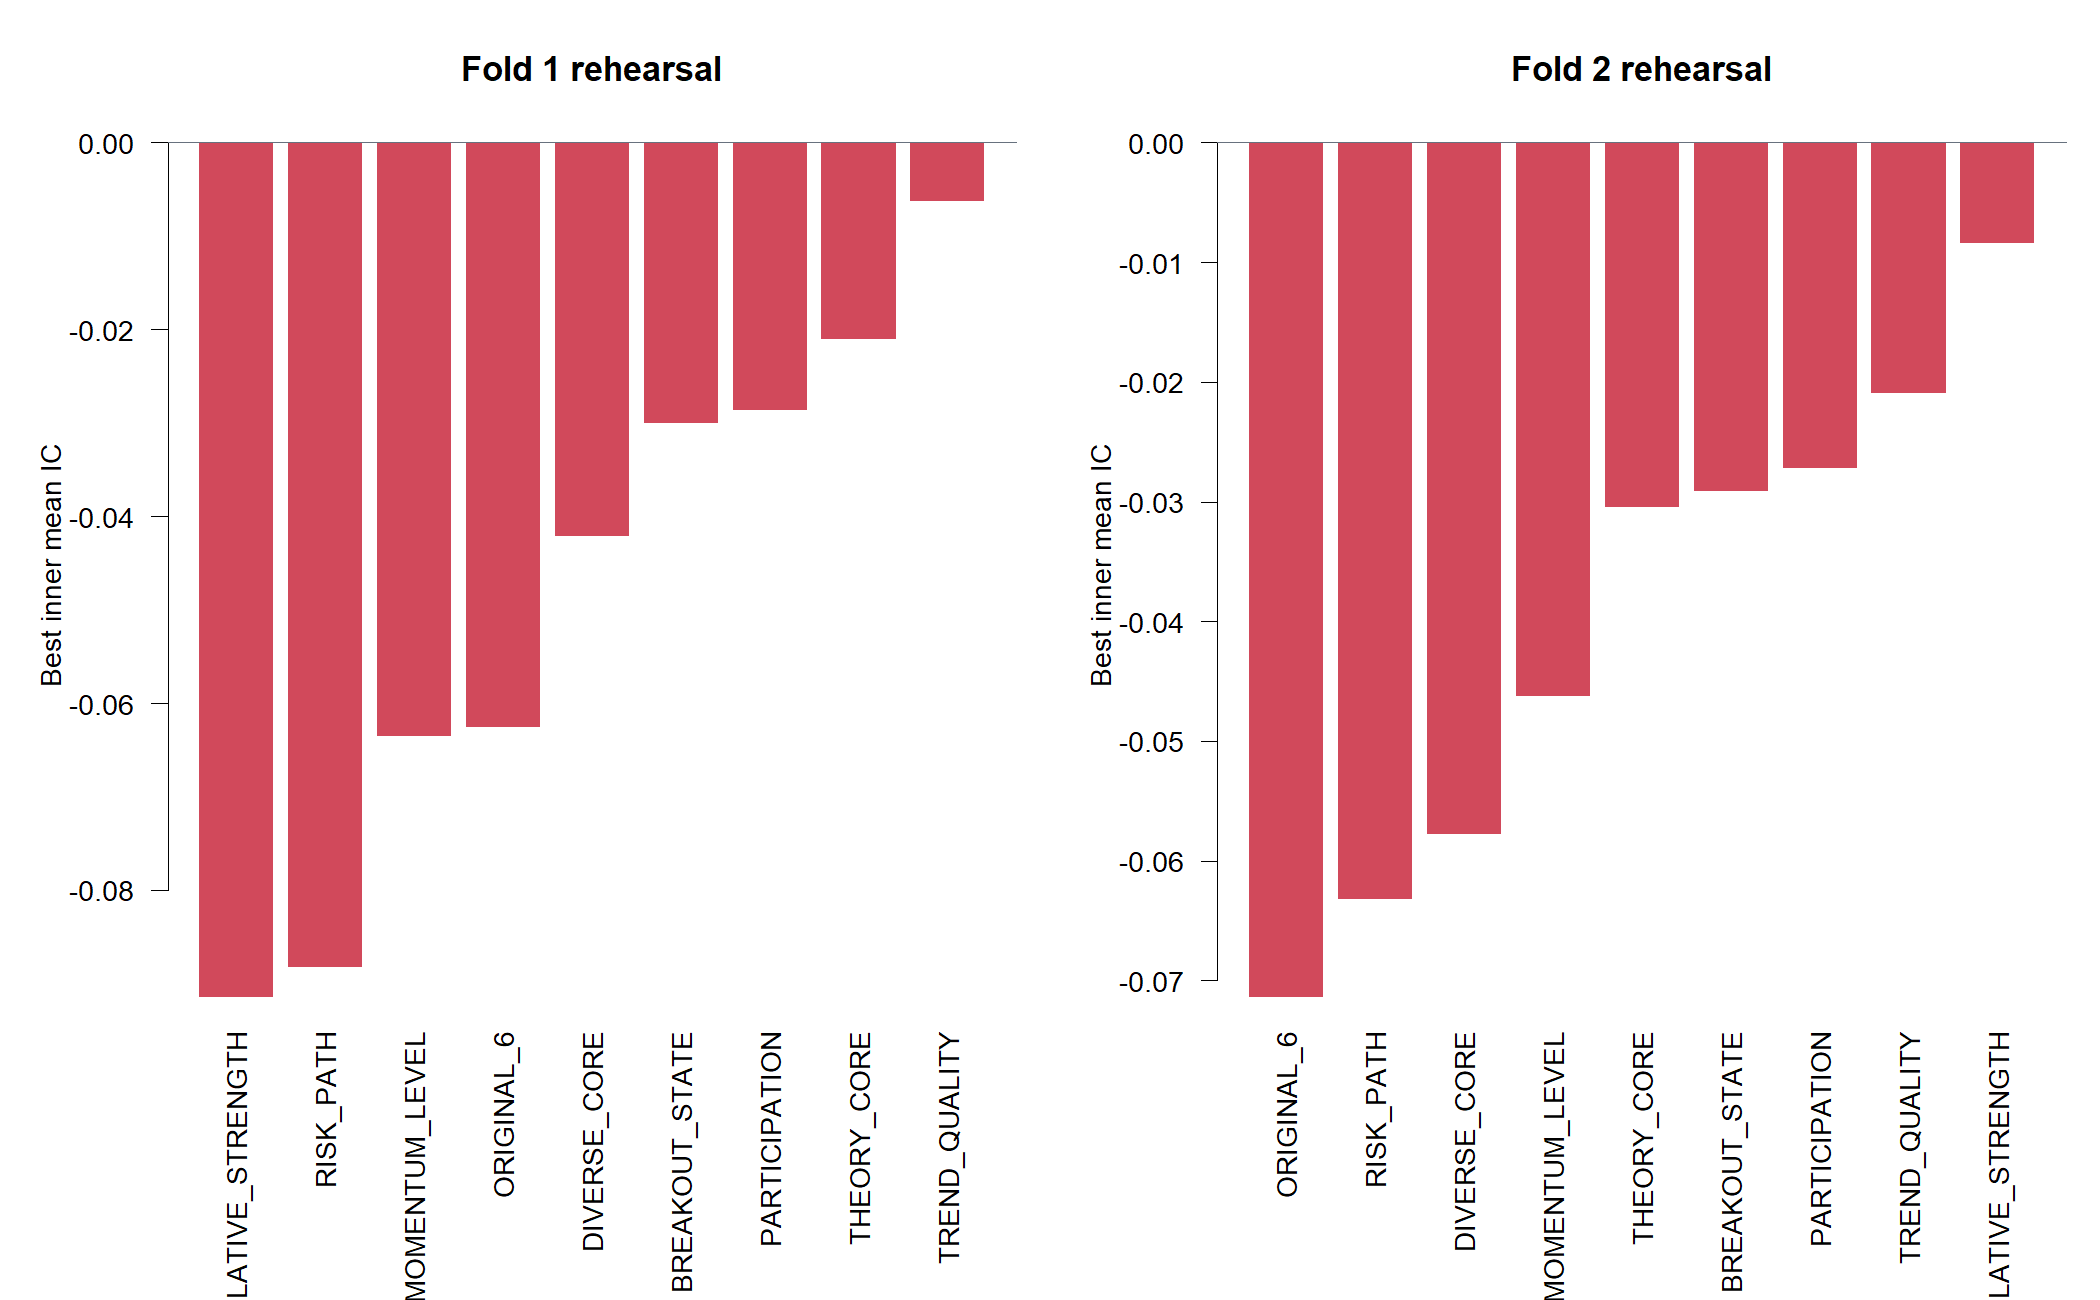 Fold 1 rehearsal
Best inner mean IC
0.00
-0.02
-0.04
-0.06
-0.08
LATIVE_STRENGTH
RISK_PATH
MOMENTUM_LEVEL
ORIGINAL_6
DIVERSE_CORE
BREAKOUT_STATE
PARTICIPATION
THEORY_CORE
TREND_QUALITY
Fold 2 rehearsal
Best inner mean IC
0.00
-0.01
-0.02
-0.03
-0.04
-0.05
-0.06
-0.07
ORIGINAL_6
RISK_PATH
DIVERSE_CORE
MOMENTUM_LEVEL
THEORY_CORE
BREAKOUT_STATE
PARTICIPATION
TREND_QUALITY
LATIVE_STRENGTH